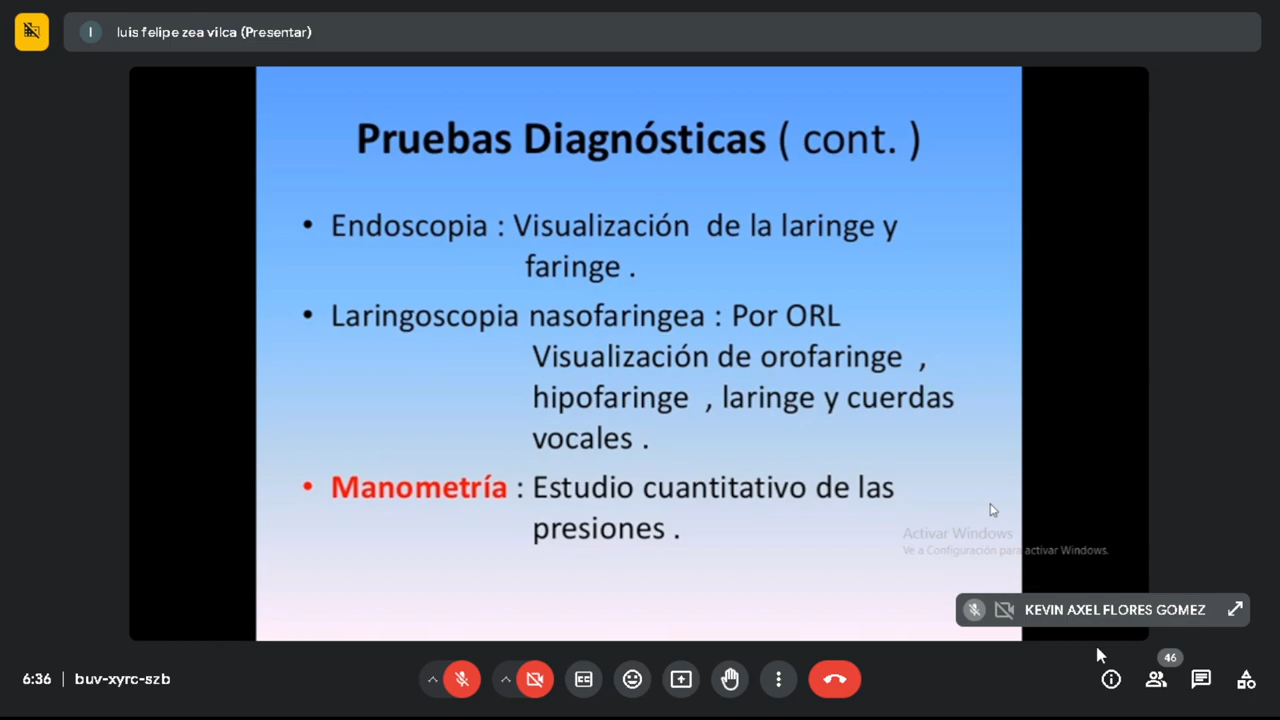 l luis felipe zea vilca (Presentar)
Pruebas Diagnósticas ( cont. )
• Endoscopia : Visualización de la laringe y
faringe .
• Laringoscopia nasofaringea : Por ORL
Visualización de orofaringe ,
hipofaringe , laringe y cuerdas
vocales .
• Manometría : Estudio cuantitativo de las
presiones .
Activar Windows
Ve a Configuración para activar Windows.
KEVIN AXEL FLORES GOMEZ
6:36 | buv-xyrc-szb
46